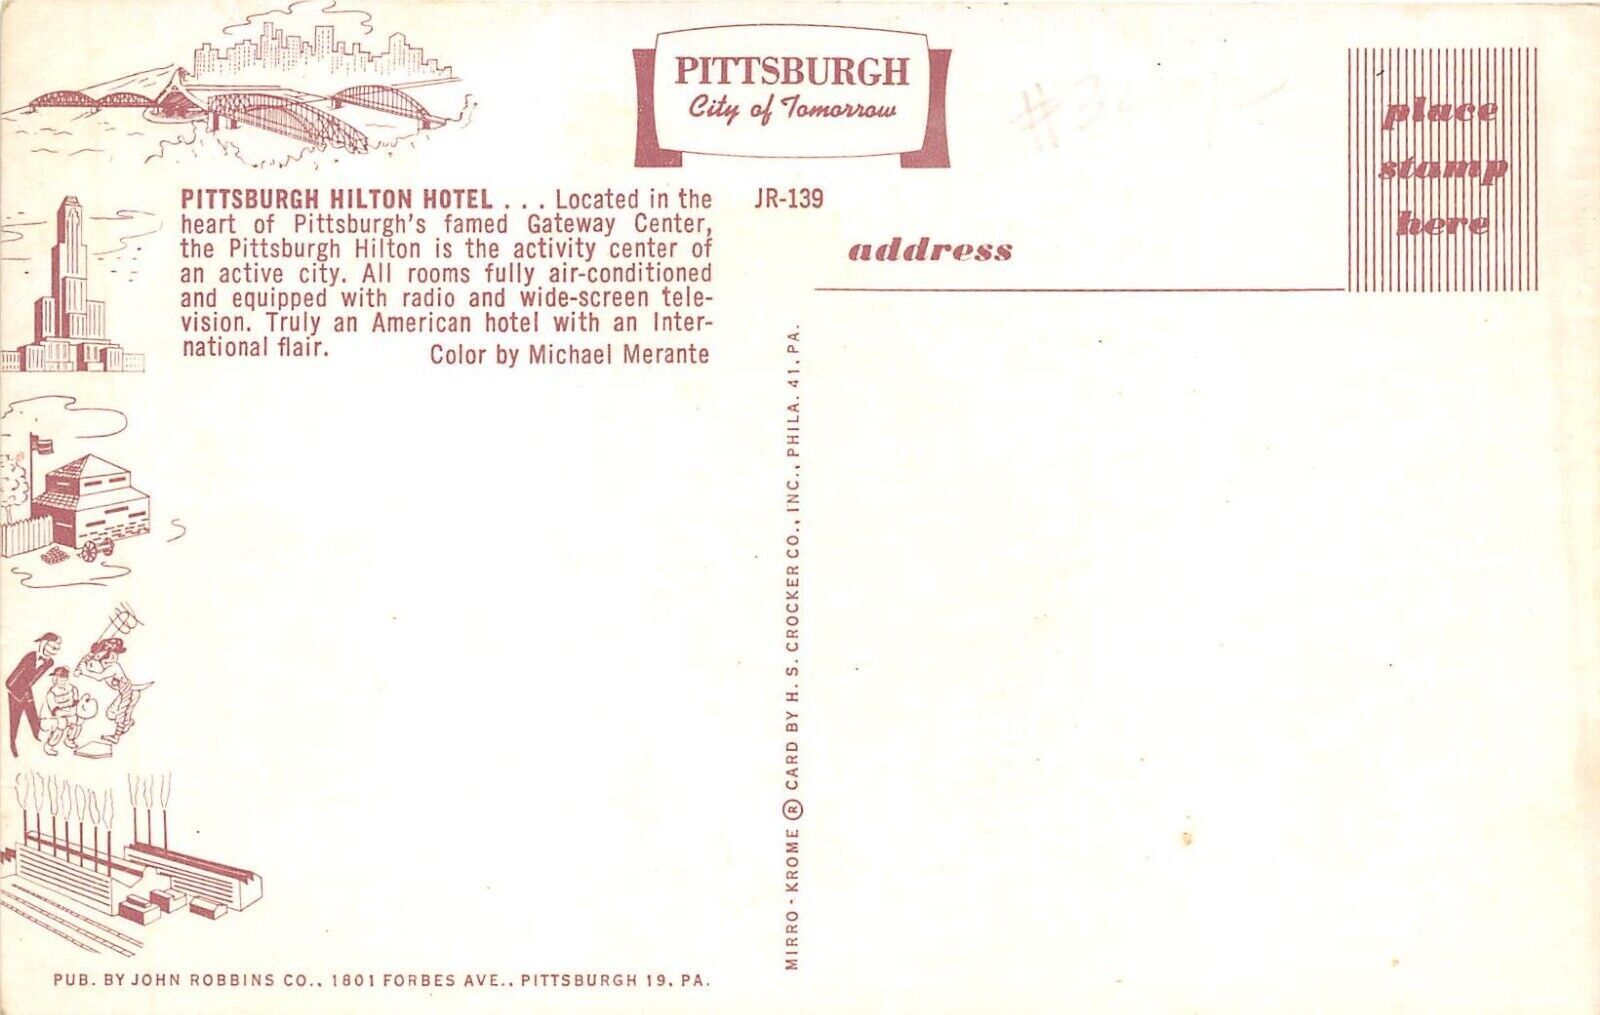 PITTSBURGH
City of Tomorrow
place
stamp
here
PITTSBURGH HILTON HOTEL . . . Located in the
heart of Pittsburgh's famed Gateway Center,
the Pittsburgh Hilton is the activity center of
an active city. All rooms fully air-conditioned
and equipped with radio and wide-screen tele-
vision. Truly an American hotel with an Inter-
national flair.
Color by Michael Merante
JR-139
address
MIRRO - KROME ® CARD BY H. S. CROCKER CO., INC., PHILA. 41, PA.
PUB. BY JOHN ROBBINS CO., 1801 FORBES AVE., PITTSBURGH 19, PA.